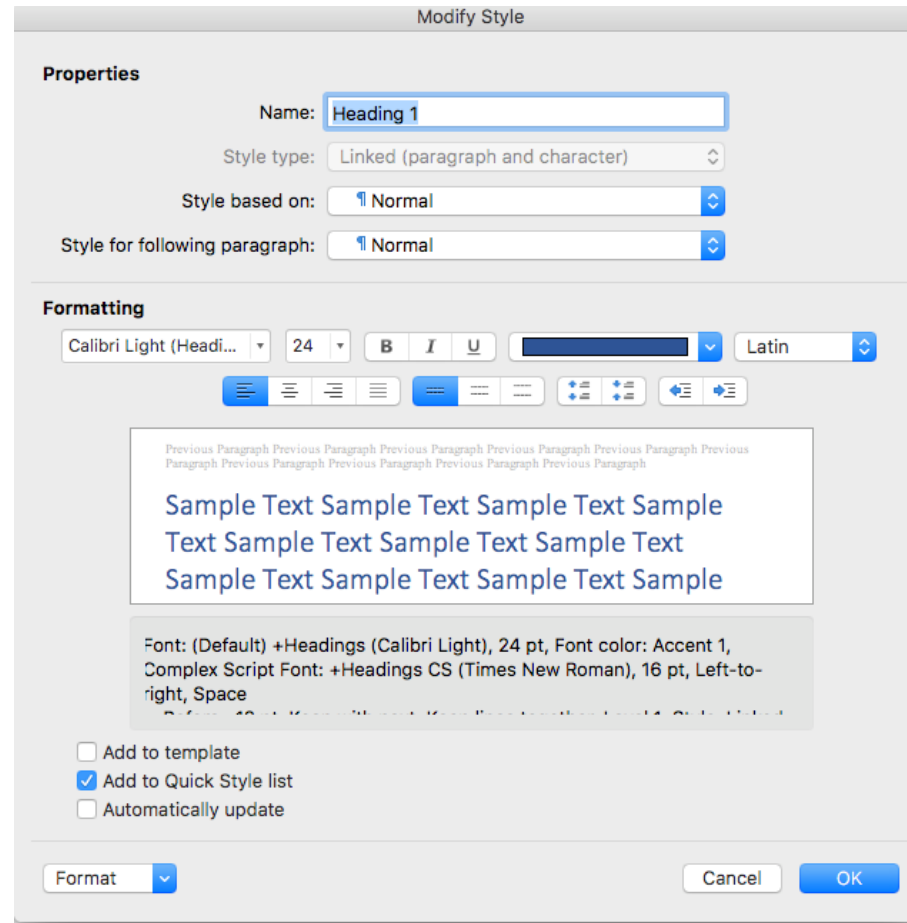 Modify Style
Properties
Name: Heading 1
Style type: Linked (paragraph and character)
Style based on: ¶ Normal
Style for following paragraph: ¶ Normal
Formatting
Calibri Light (Headi... 24 B I U Latin
Previous Paragraph Previous Paragraph Previous Paragraph Previous Paragraph Previous Paragraph Previous
Paragraph Previous Paragraph Previous Paragraph Previous Paragraph Previous Paragraph
Sample Text Sample Text Sample Text Sample
Text Sample Text Sample Text Sample Text
Sample Text Sample Text Sample Text Sample
Font: (Default) +Headings (Calibri Light), 24 pt, Font color: Accent 1,
Complex Script Font: +Headings CS (Times New Roman), 16 pt, Left-to-
right, Space
Add to template
Add to Quick Style list
Automatically update
Format Cancel OK